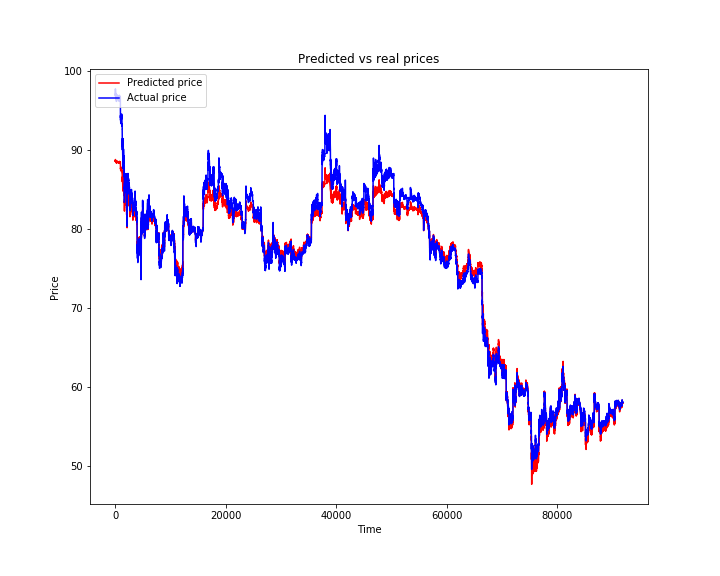 Predicted vs real prices
Predicted price
Actual price
100
90
80
70
60
50
Price
0 20000 40000 60000 80000
Time